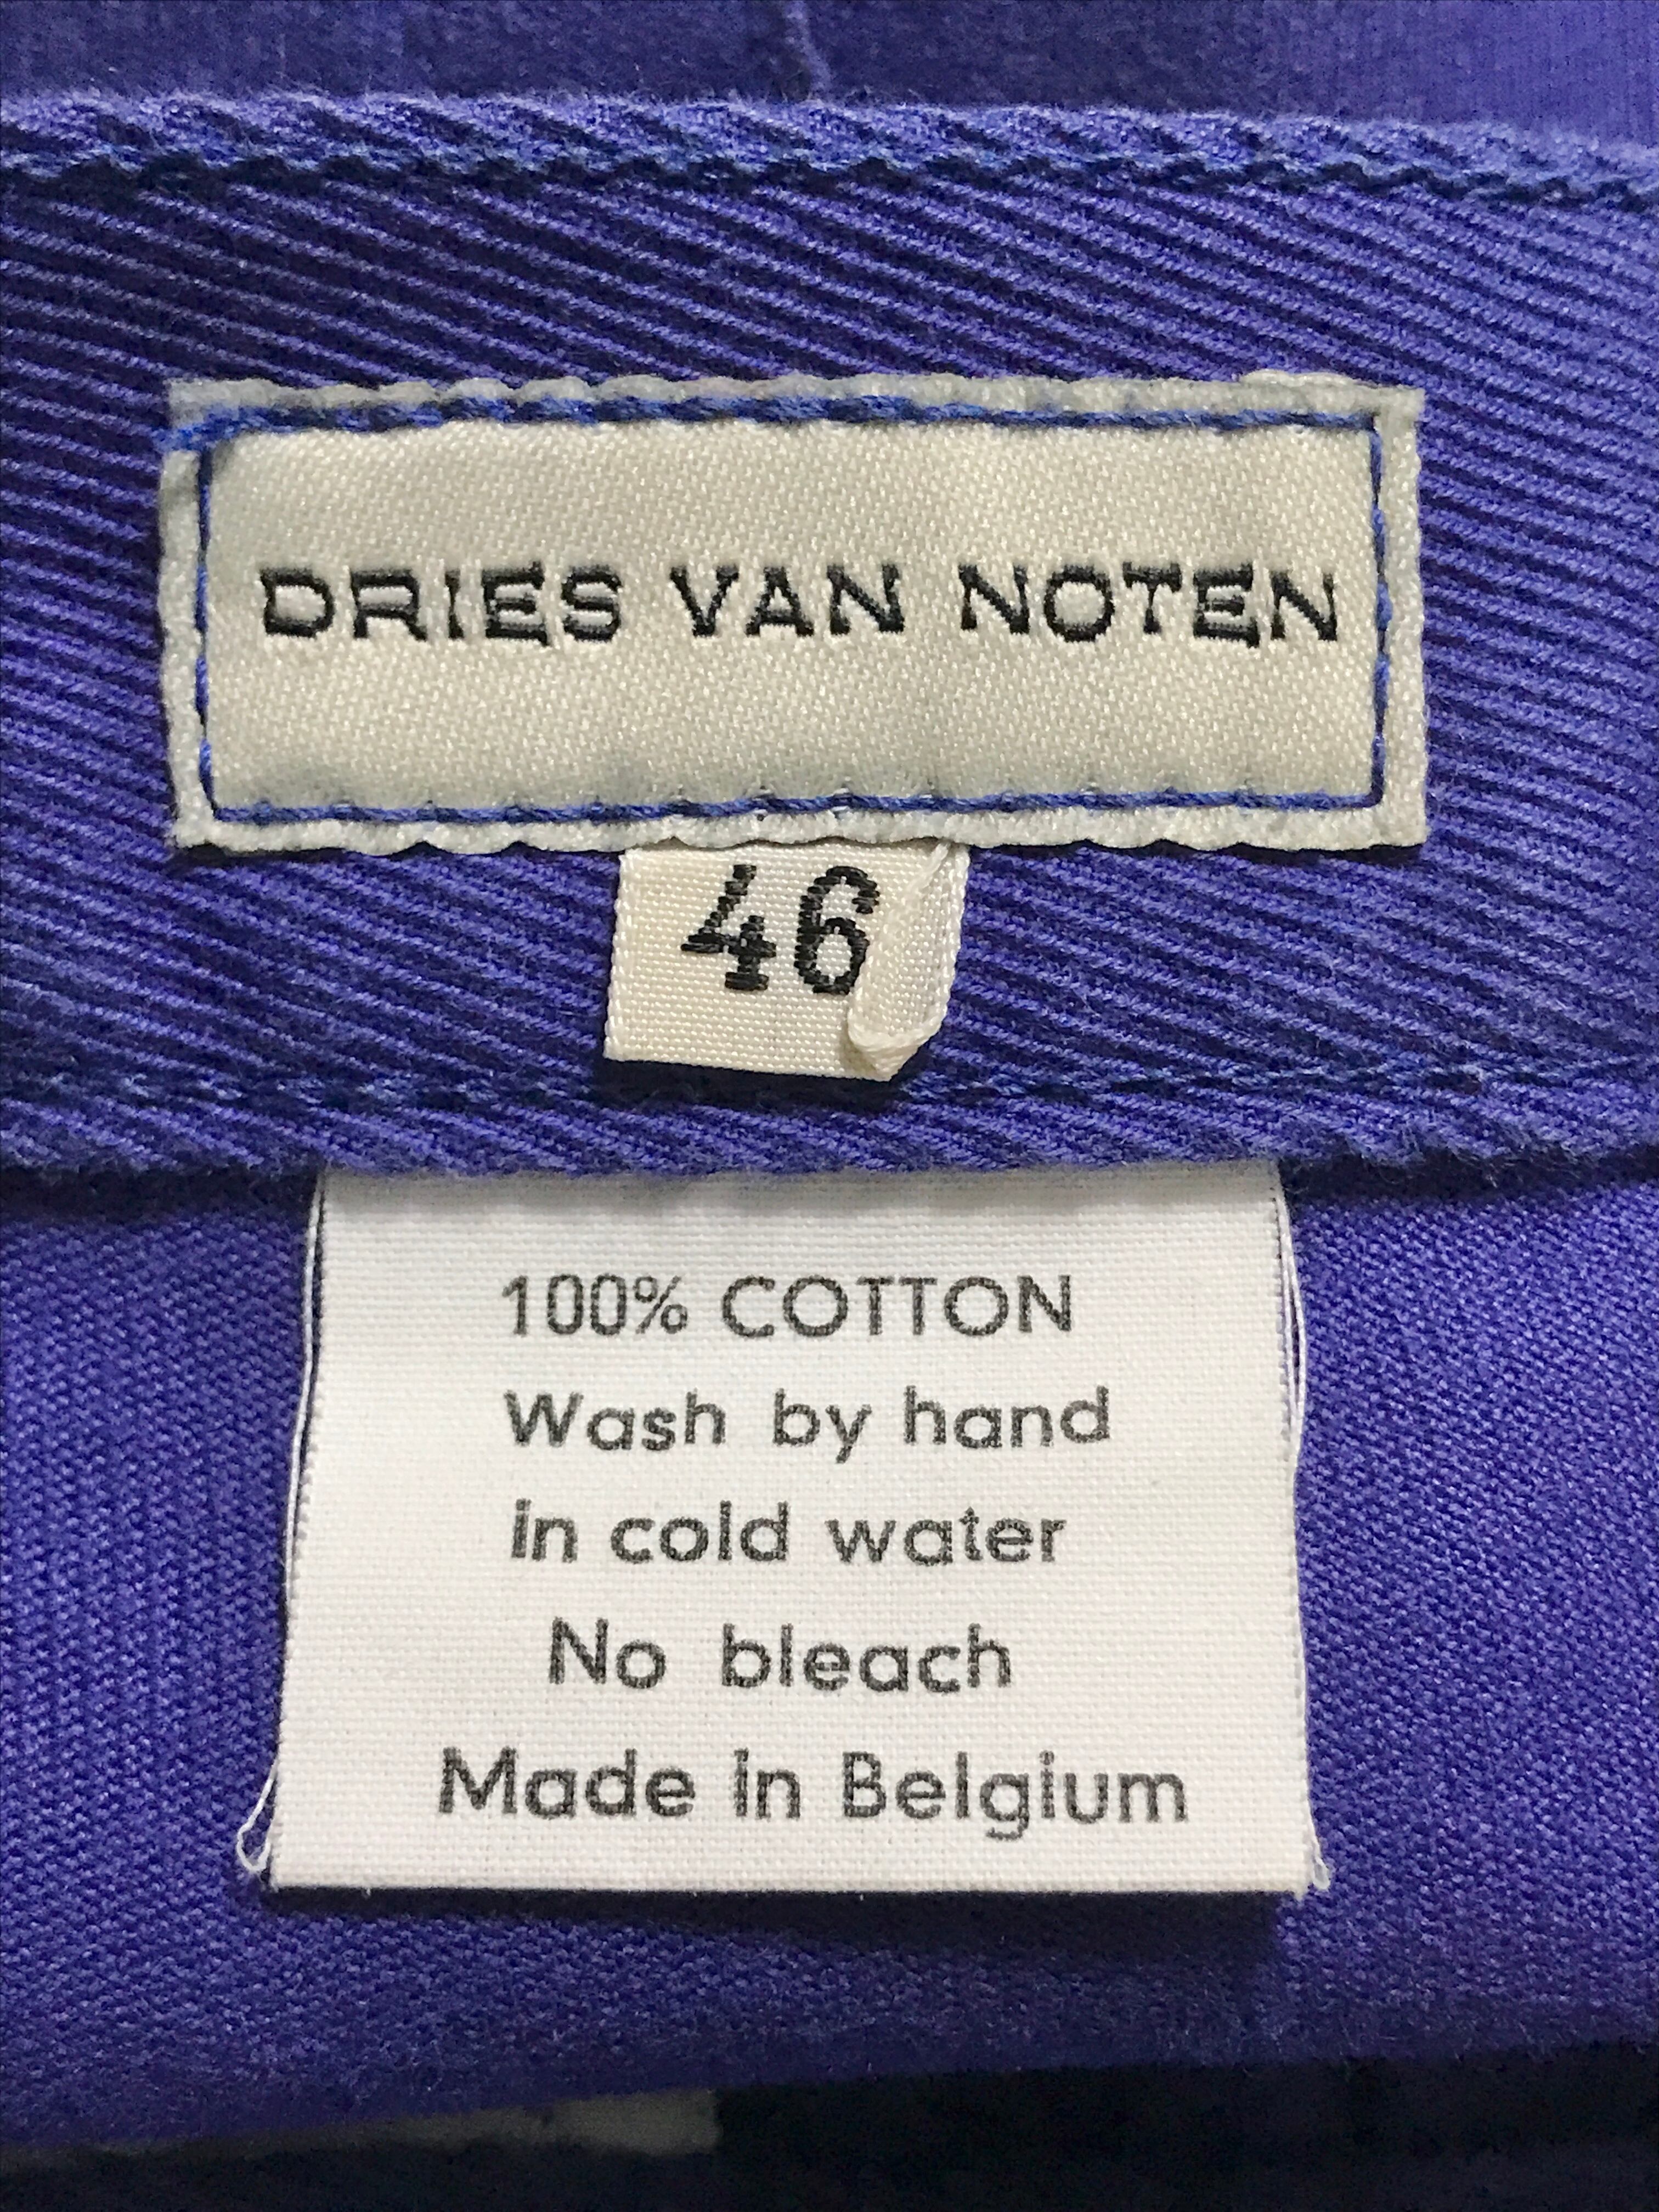 DRIES VAN NOTEN
46
100% COTTON
Wash by hand
in cold water
No bleach
Made in Belgium